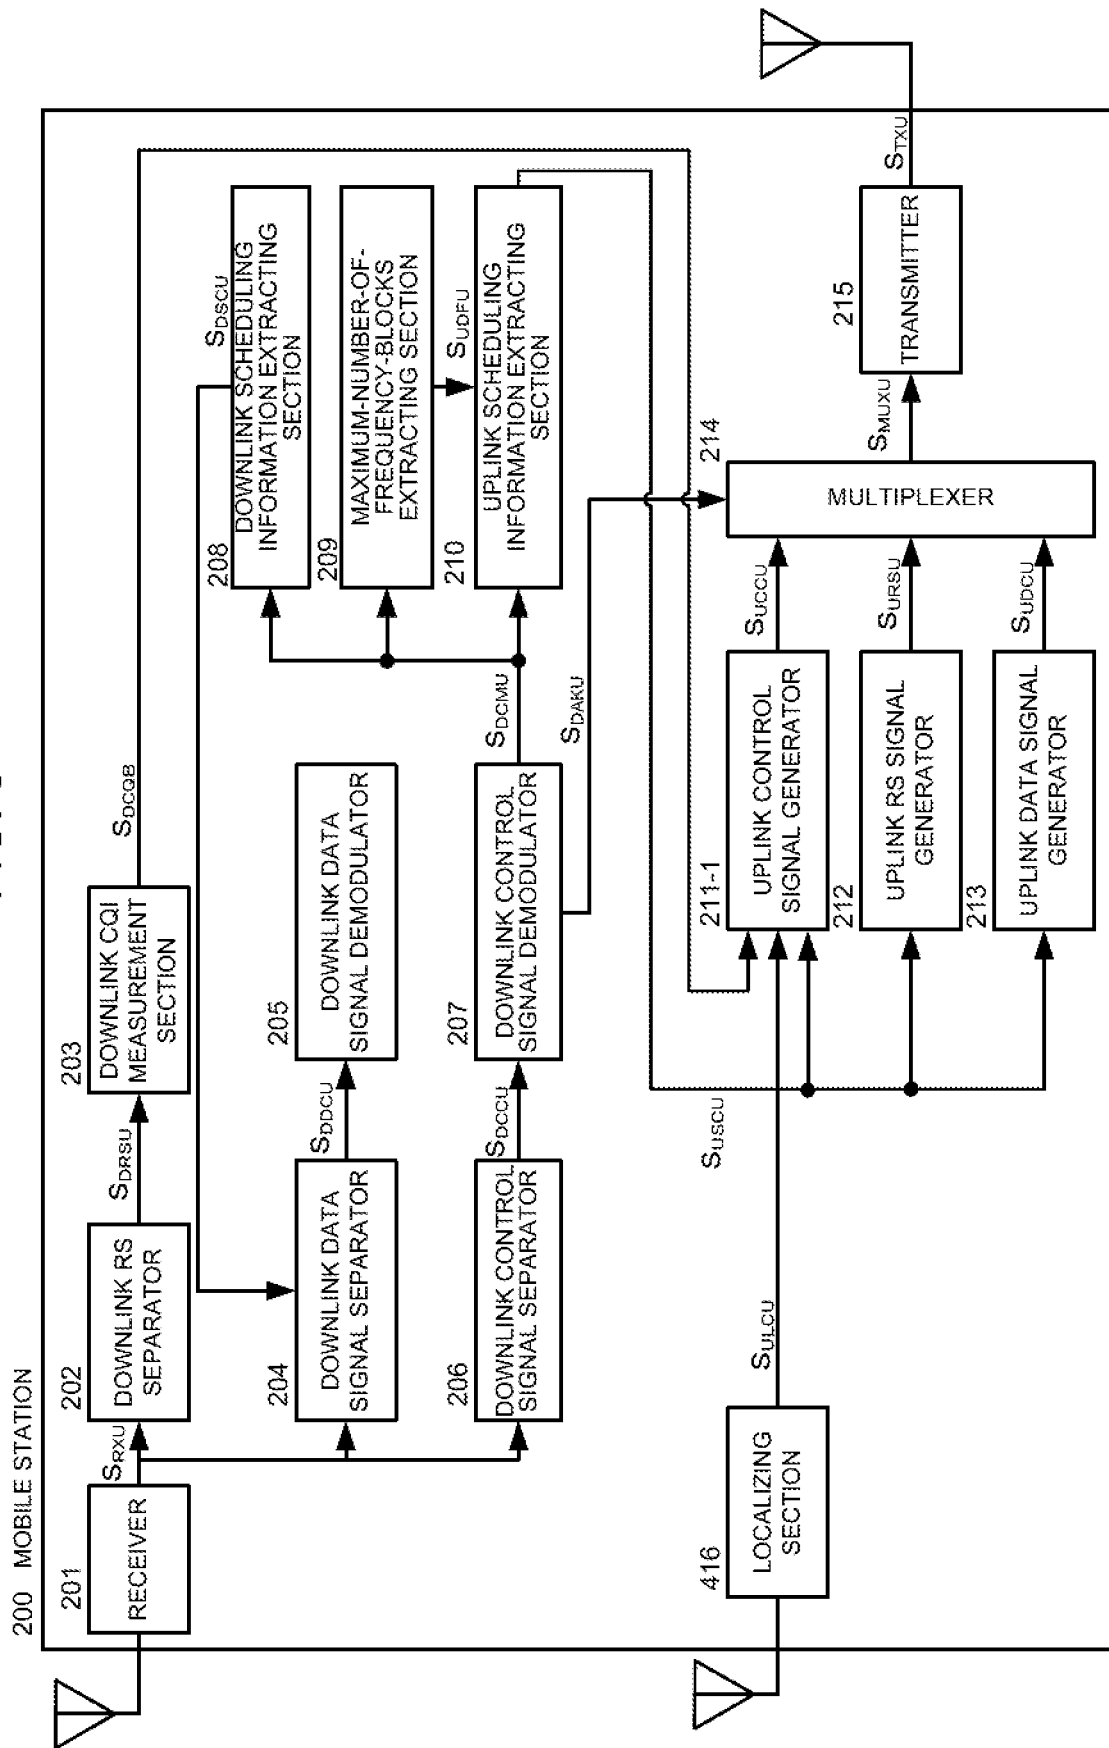 200 MOBILE STATION
201
RECEIVER
SRXU
202
DOWNLINK RS
SEPARATOR
SDRSU
203
DOWNLINK CQI
MEASUREMENT
SECTION
SDCQB
204
DOWNLINK DATA
SIGNAL SEPARATOR
SDDCU
205
DOWNLINK DATA
SIGNAL DEMODULATOR
206
DOWNLINK CONTROL
SIGNAL SEPARATOR
SDCCU
207
DOWNLINK CONTROL
SIGNAL DEMODULATOR
SDCMU
SDAKU
208
DOWNLINK SCHEDULING
INFORMATION EXTRACTING
SECTION
SDSCU
209
MAXIMUM-NUMBER-OF-
FREQUENCY-BLOCKS
EXTRACTING SECTION
SUDFU
210
UPLINK SCHEDULING
INFORMATION EXTRACTING
SECTION
416
LOCALIZING
SECTION
SULCU
SUSCU
211-1
UPLINK CONTROL
SIGNAL GENERATOR
SUCCU
212
UPLINK RS SIGNAL
GENERATOR
SURSU
213
UPLINK DATA SIGNAL
GENERATOR
SUDCU
214
MULTIPLEXER
SMUXU
215
TRANSMITTER
STXU